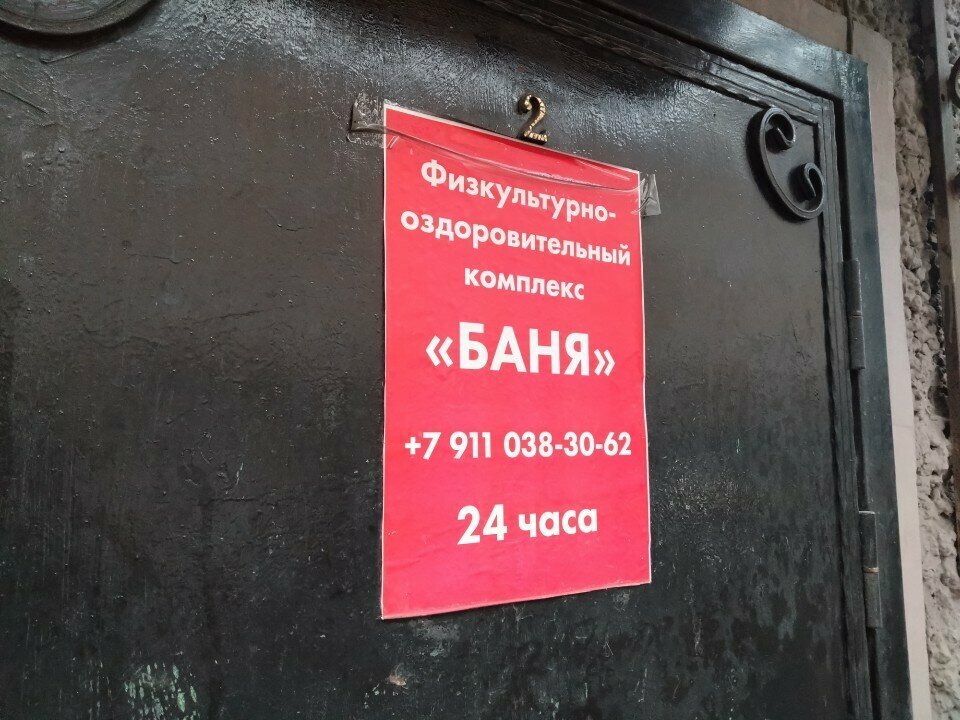 2
Физкультурно-
оздоровительный
комплекс
«БАНЯ»
+7 911 038-30-62
24 часа